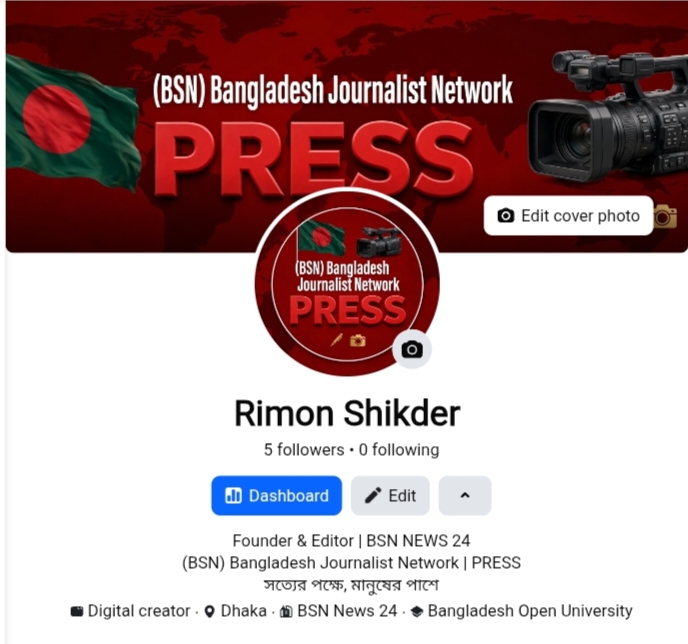 (BSN) Bangladesh Journalist Network
PRESS
Edit cover photo
(BSN) Bangladesh
Journalist Network
PRESS
Rimon Shikder
5 followers • 0 following
Dashboard
Edit
Founder & Editor | BSN NEWS 24
(BSN) Bangladesh Journalist Network | PRESS
সত্যের পক্ষে, মানুষের পাশে
Digital creator · Dhaka · BSN News 24 · Bangladesh Open University